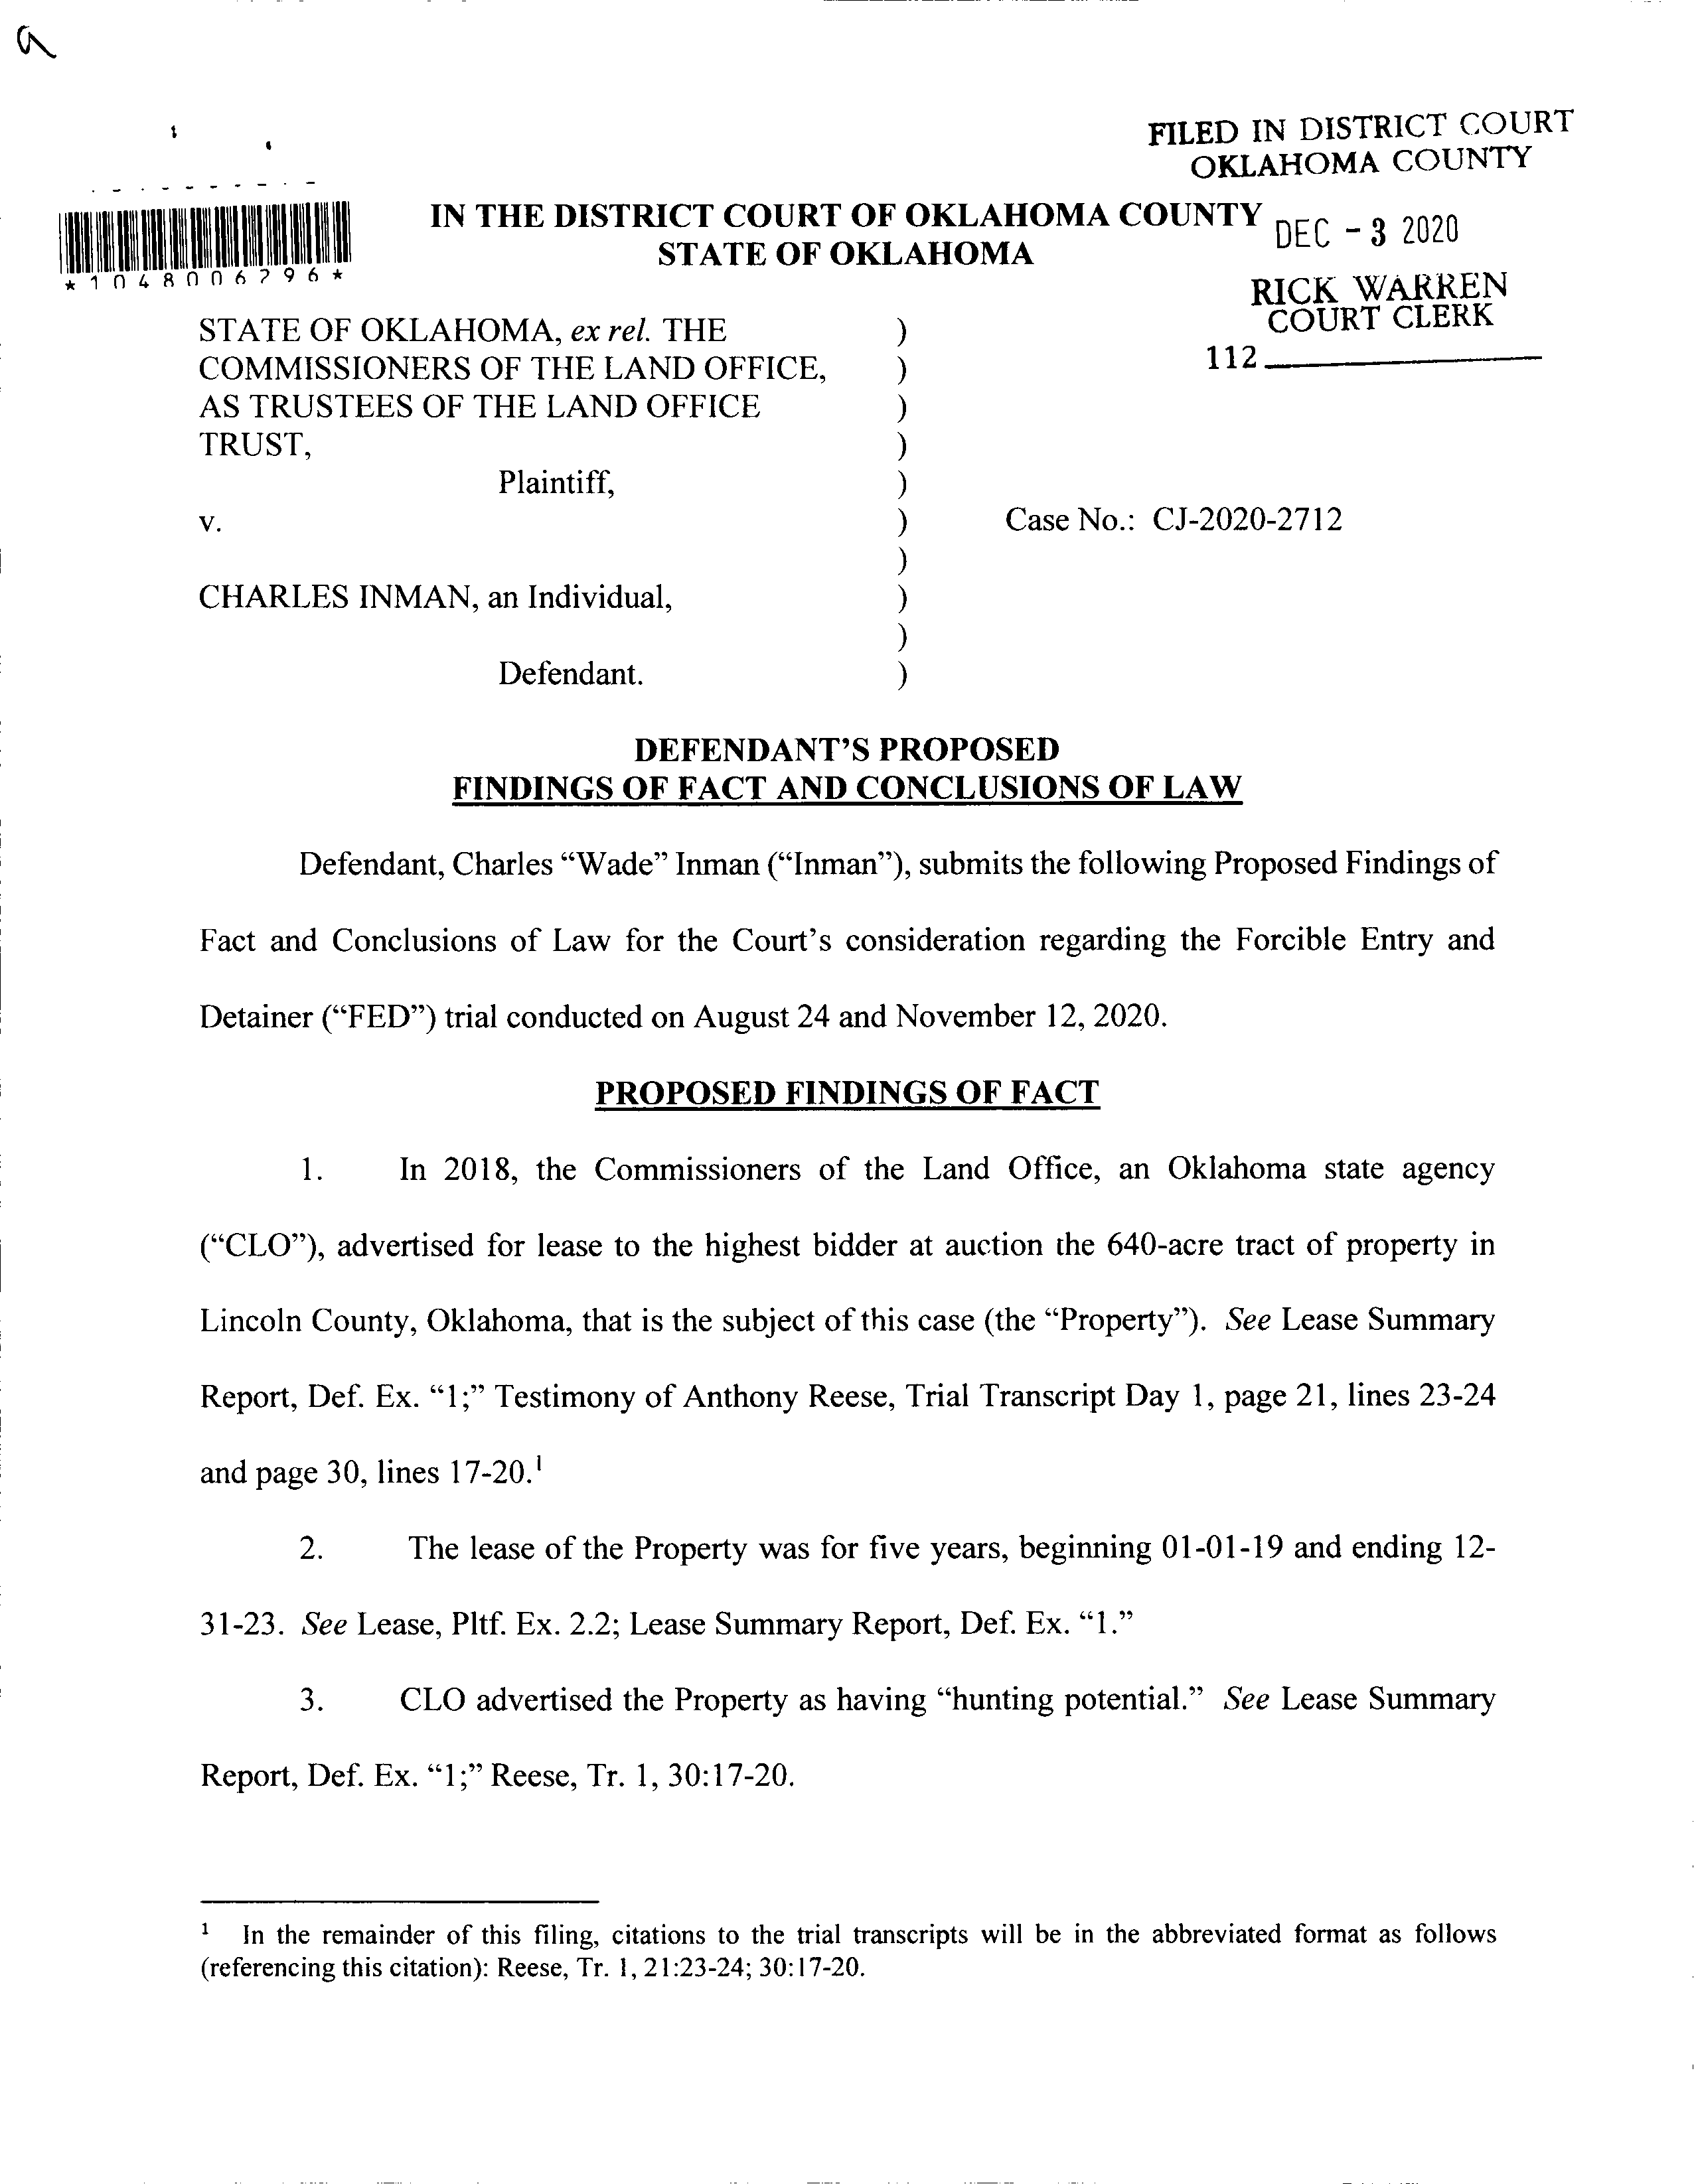 FILED IN DISTRICT COURT
OKLAHOMA COUNTY
IN THE DISTRICT COURT OF OKLAHOMA COUNTY
STATE OF OKLAHOMA
DEC - 3 2020
*1048006796*
RICK WARREN
COURT CLERK
112
STATE OF OKLAHOMA, ex rel. THE )
COMMISSIONERS OF THE LAND OFFICE, )
AS TRUSTEES OF THE LAND OFFICE )
TRUST, )
Plaintiff, )
v. ) Case No.: CJ-2020-2712
)
CHARLES INMAN, an Individual, )
)
Defendant. )
DEFENDANT’S PROPOSED
FINDINGS OF FACT AND CONCLUSIONS OF LAW
Defendant, Charles “Wade” Inman (“Inman”), submits the following Proposed Findings of
Fact and Conclusions of Law for the Court’s consideration regarding the Forcible Entry and
Detainer (“FED”) trial conducted on August 24 and November 12, 2020.
PROPOSED FINDINGS OF FACT
1. In 2018, the Commissioners of the Land Office, an Oklahoma state agency
(“CLO”), advertised for lease to the highest bidder at auction the 640-acre tract of property in
Lincoln County, Oklahoma, that is the subject of this case (the “Property”). See Lease Summary
Report, Def. Ex. “1;” Testimony of Anthony Reese, Trial Transcript Day 1, page 21, lines 23-24
and page 30, lines 17-20.1
2. The lease of the Property was for five years, beginning 01-01-19 and ending 12-
31-23. See Lease, Pltf. Ex. 2.2; Lease Summary Report, Def. Ex. “1.”
3. CLO advertised the Property as having “hunting potential.” See Lease Summary
Report, Def. Ex. “1;” Reese, Tr. 1, 30:17-20.
1 In the remainder of this filing, citations to the trial transcripts will be in the abbreviated format as follows
(referencing this citation): Reese, Tr. 1, 21:23-24; 30:17-20.